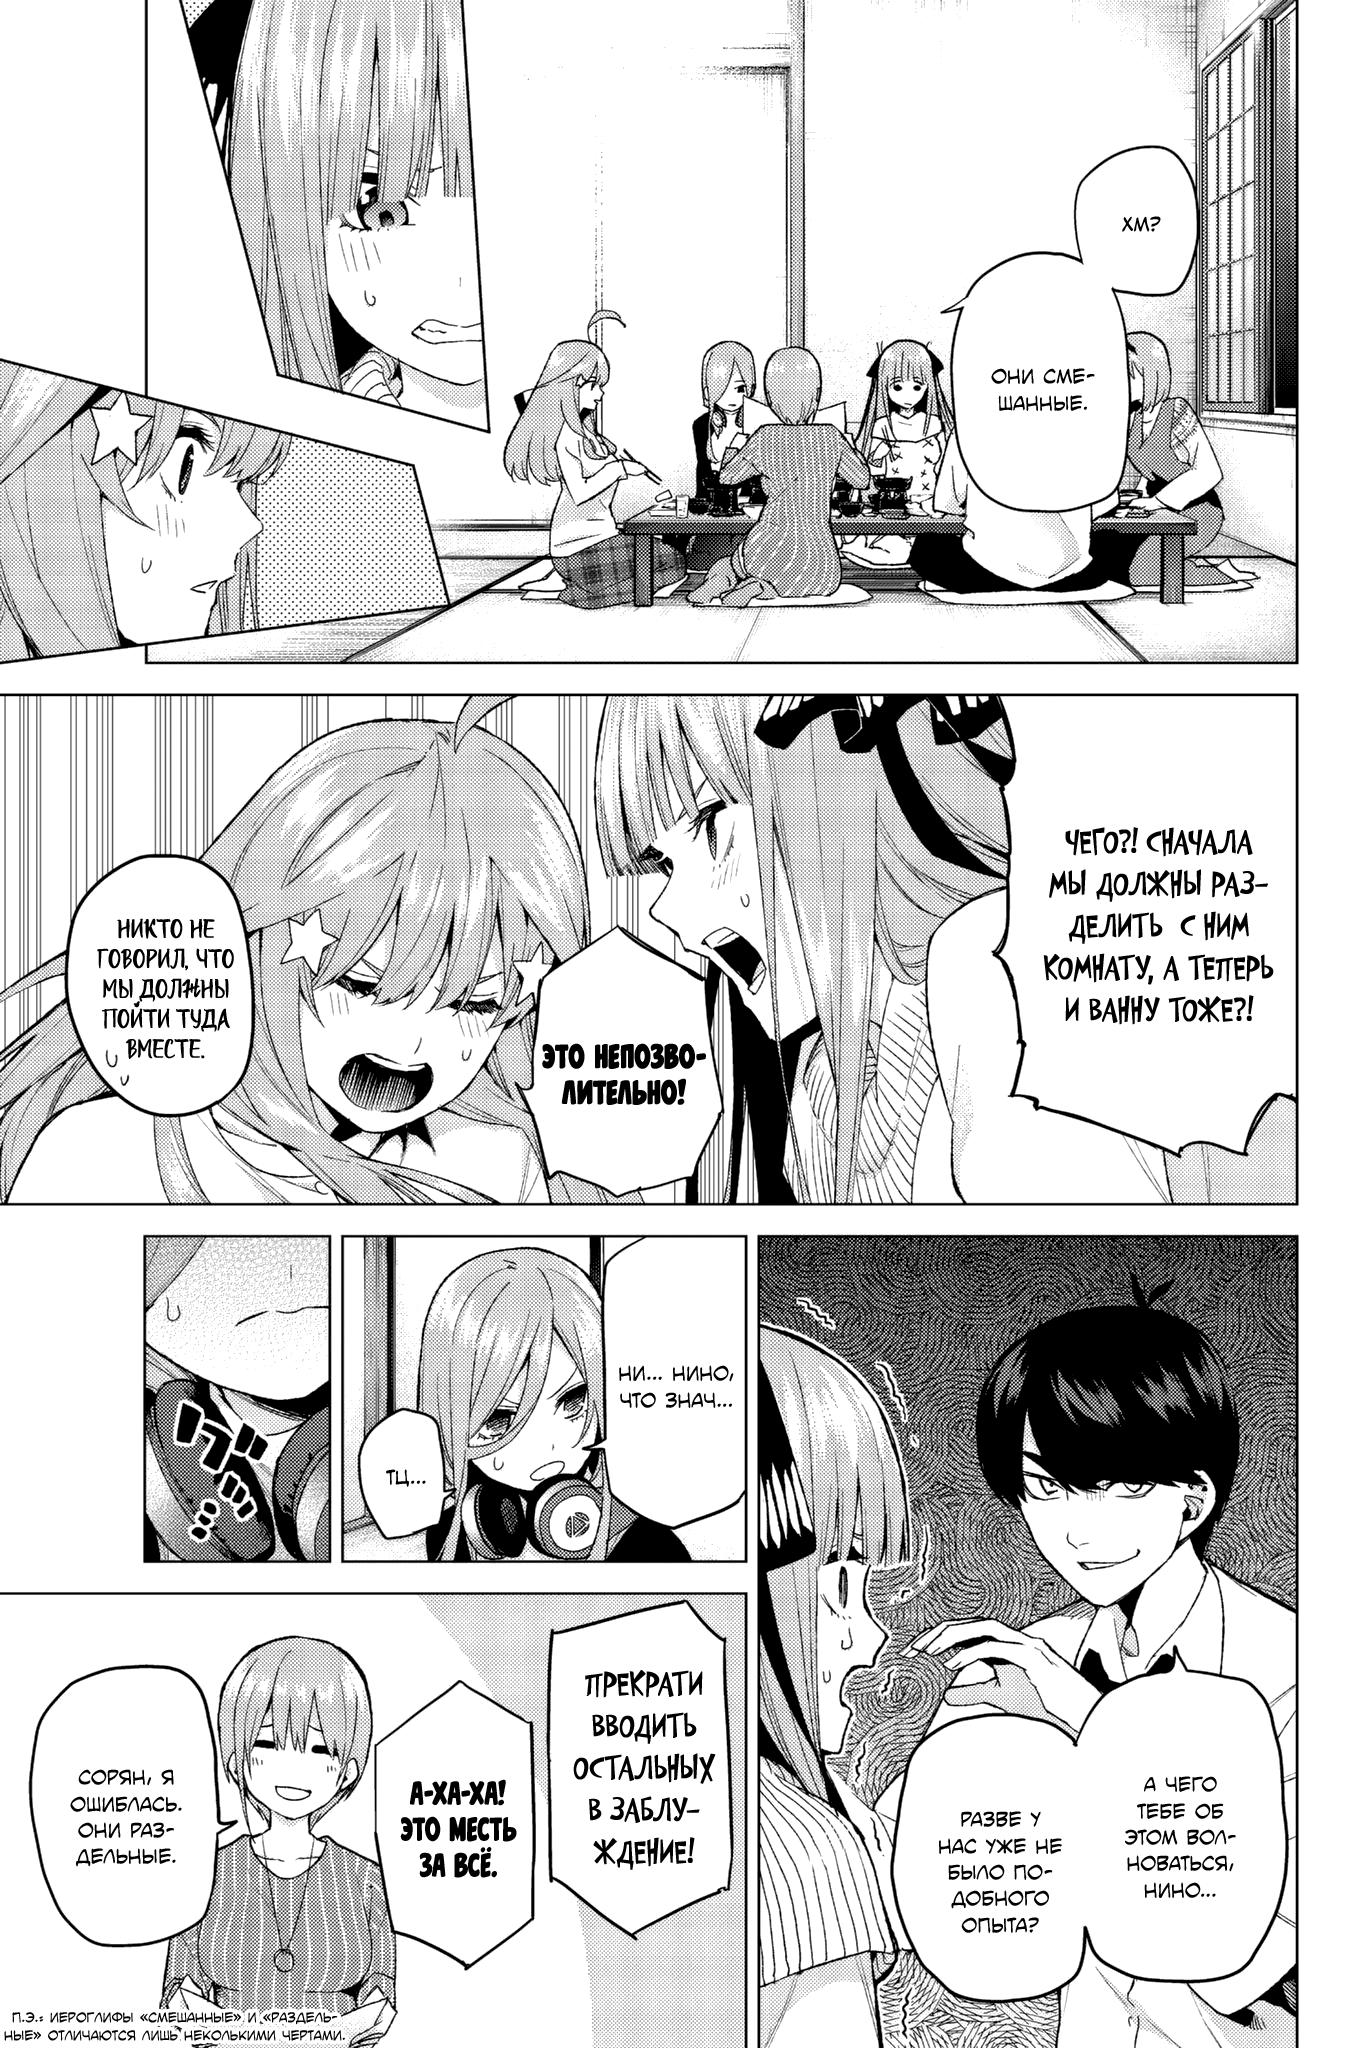 ХМ?
ОНИ СМЕ-
ШАННЫЕ.
ЧЕГО?! СНАЧАЛА
МЫ ДОЛЖНЫ РАЗ-
ДЕЛИТЬ С НИМ
КОМНАТУ, А ТЕПЕРЬ
И ВАННУ ТОЖЕ?!
ЭТО НЕПОЗВО-
ЛИТЕЛЬНО!
НИКТО НЕ
ГОВОРИЛ, ЧТО
МЫ ДОЛЖНЫ
ПОЙТИ ТУДА
ВМЕСТЕ.
А ЧЕГО
ТЕБЕ ОБ
ЭТОМ ВОЛ-
НОВАТЬСЯ,
НИНО...
РАЗВЕ У
НАС УЖЕ НЕ
БЫЛО ПО-
ДОБНОГО
ОПЫТА?
НИ... НИНО,
ЧТО ЗНАЧ...
ТЦ...
グッ…
ПРЕКРАТИ
ВВОДИТЬ
ОСТАЛЬНЫХ
В ЗАБЛУ-
ЖДЕНИЕ!
А-ХА-ХА!
ЭТО МЕСТЬ
ЗА ВСЁ.
СОРЯН, Я
ОШИБЛАСЬ.
ОНИ РАЗ-
ДЕЛЬНЫЕ.
П.Э.: ИЕРОГЛИФЫ «СМЕШАННЫЕ» И «РАЗДЕЛЬ-
НЫЕ» ОТЛИЧАЮТСЯ ЛИШЬ НЕСКОЛЬКИМИ ЧЕРТАМИ.